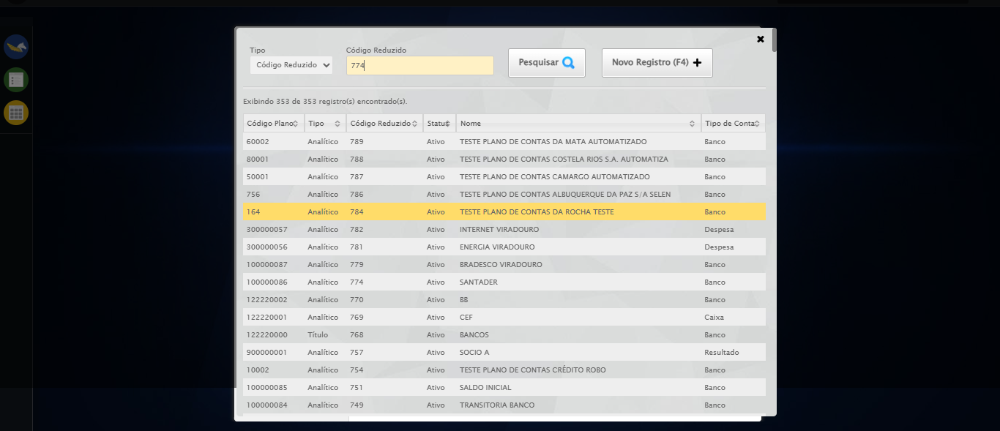 Tipo Código Reduzido
Código Reduzido 774 Pesquisar Novo Registro (F4)
Exibindo 353 de 353 registro(s) encontrado(s).
Código Plano Tipo Código Reduzido Status Nome Tipo de Conta
60002 Analítico 789 Ativo TESTE PLANO DE CONTAS DA MATA AUTOMATIZADO Banco
80001 Analítico 788 Ativo TESTE PLANO DE CONTAS COSTELA RIOS S.A. AUTOMATIZA Banco
50001 Analítico 787 Ativo TESTE PLANO DE CONTAS CAMARGO AUTOMATIZADO Banco
756 Analítico 786 Ativo TESTE PLANO DE CONTAS ALBUQUERQUE DA PAZ S/A SELEN Banco
164 Analítico 784 Ativo TESTE PLANO DE CONTAS DA ROCHA TESTE Banco
300000057 Analítico 782 Ativo INTERNET VIRADOURO Despesa
300000056 Analítico 781 Ativo ENERGIA VIRADOURO Despesa
100000087 Analítico 779 Ativo BRADESCO VIRADOURO Banco
100000086 Analítico 774 Ativo SANTADER Banco
122220002 Analítico 770 Ativo BB Banco
122220001 Analítico 769 Ativo CEF Caixa
122220000 Título 768 Ativo BANCOS Banco
900000001 Analítico 757 Ativo SOCIO A Resultado
10002 Analítico 754 Ativo TESTE PLANO DE CONTAS CRÉDITO ROBO Banco
100000085 Analítico 751 Ativo SALDO INICIAL Banco
100000084 Analítico 749 Ativo TRANSITORIA BANCO Banco